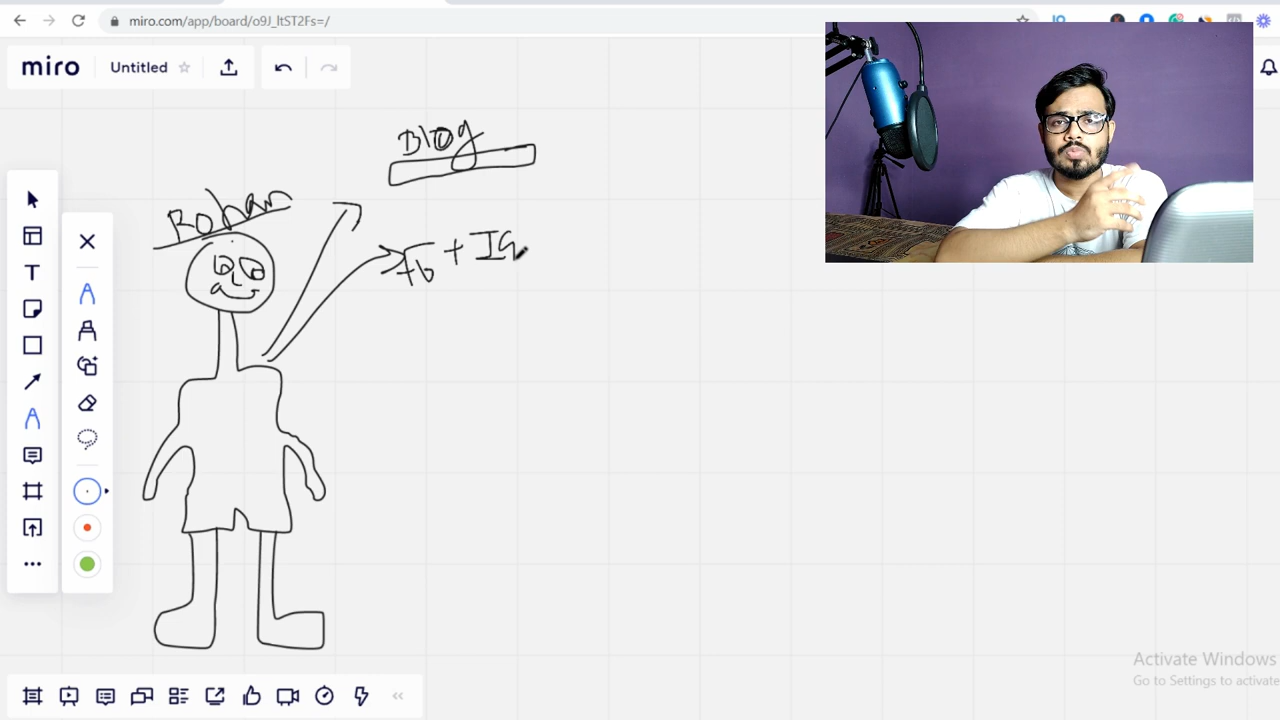 miro.com/app/board/o9J_ltST2Fs=/
miro
Untitled
Blog
Rohan
Fb + IG
T
Activate Windows
Go to Settings to activate